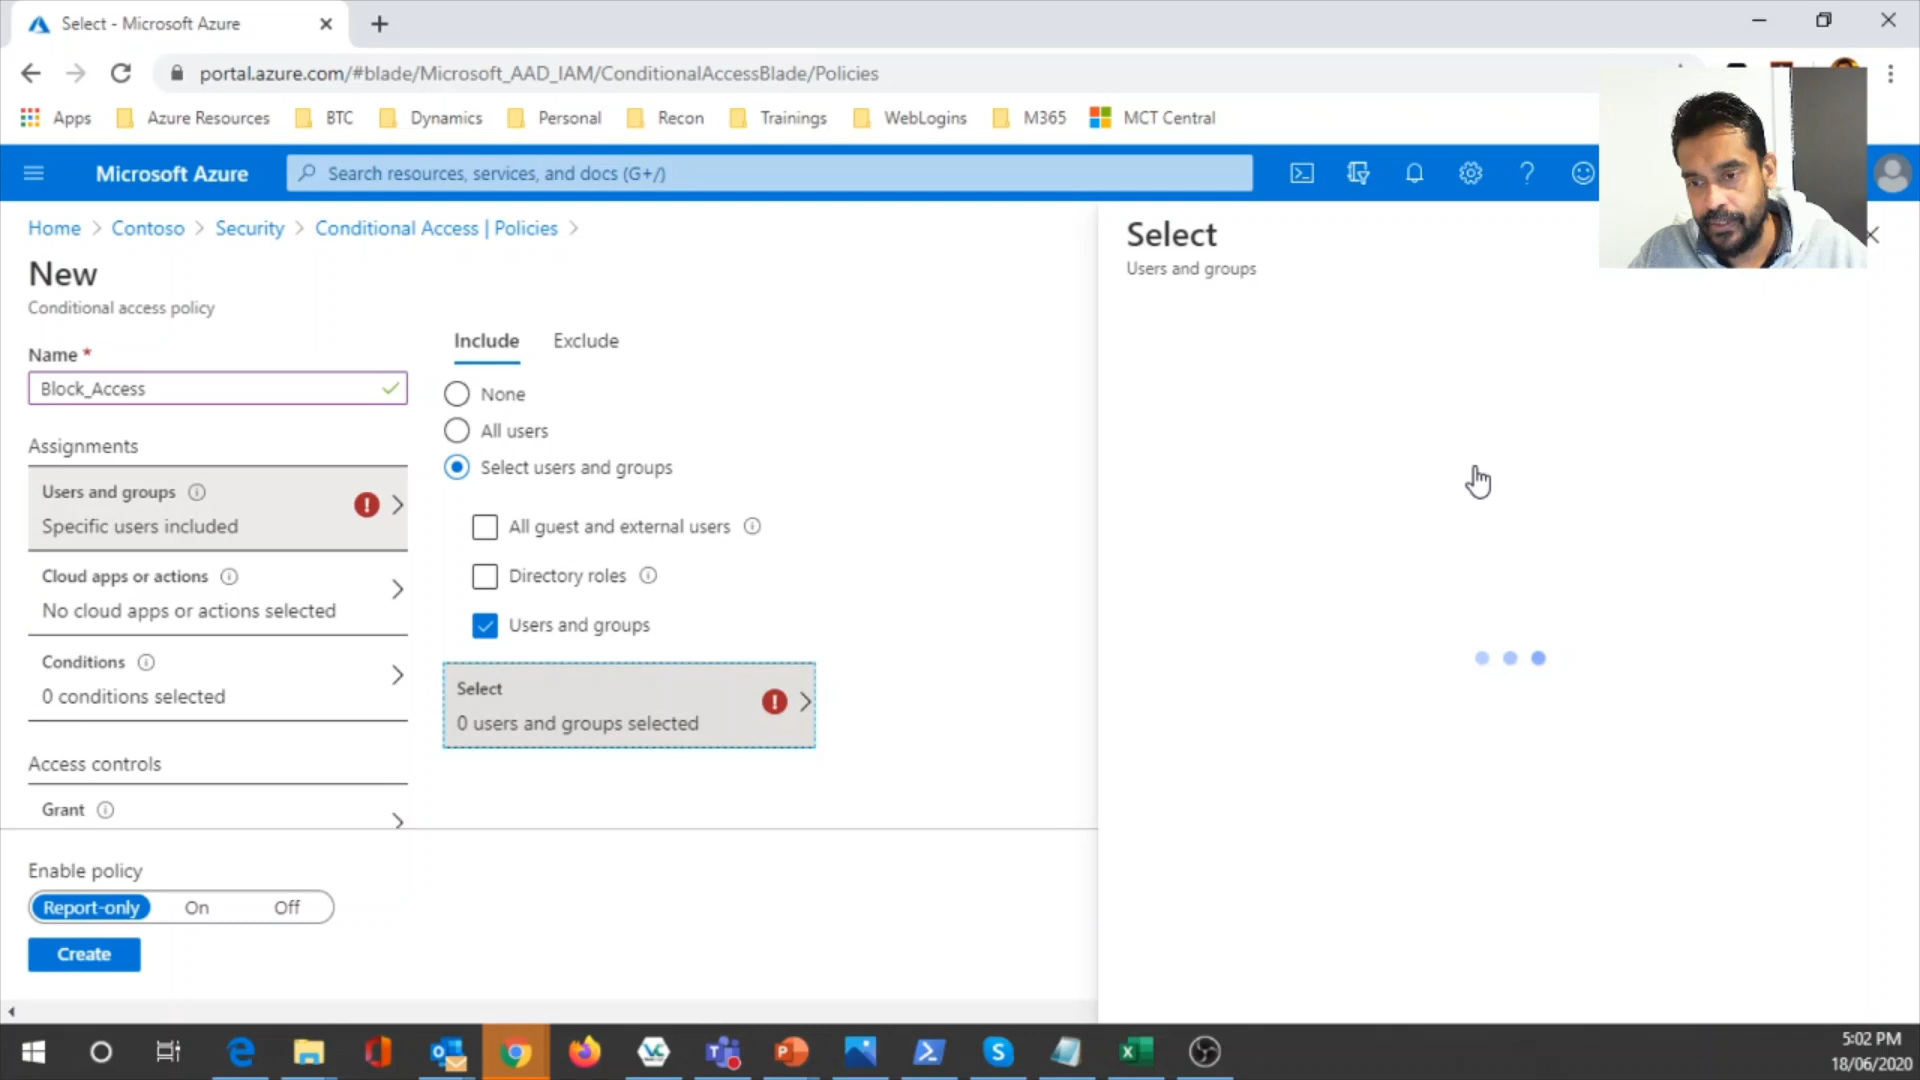 Select - Microsoft Azure
portal.azure.com/#blade/Microsoft_AAD_IAM/ConditionalAccessBlade/Policies
Apps Azure Resources BTC Dynamics Personal Recon Trainings WebLogins M365 MCT Central
Microsoft Azure Search resources, services, and docs (G+/)
Home > Contoso > Security > Conditional Access | Policies >
New
Conditional access policy
Name *
Block_Access
Assignments
Users and groups
Specific users included
Cloud apps or actions
No cloud apps or actions selected
Conditions
0 conditions selected
Access controls
Grant
Enable policy
Report-only On Off
Create
Include Exclude
None
All users
Select users and groups
All guest and external users
Directory roles
Users and groups
Select
0 users and groups selected
Select
Users and groups
5:02 PM
18/06/2020